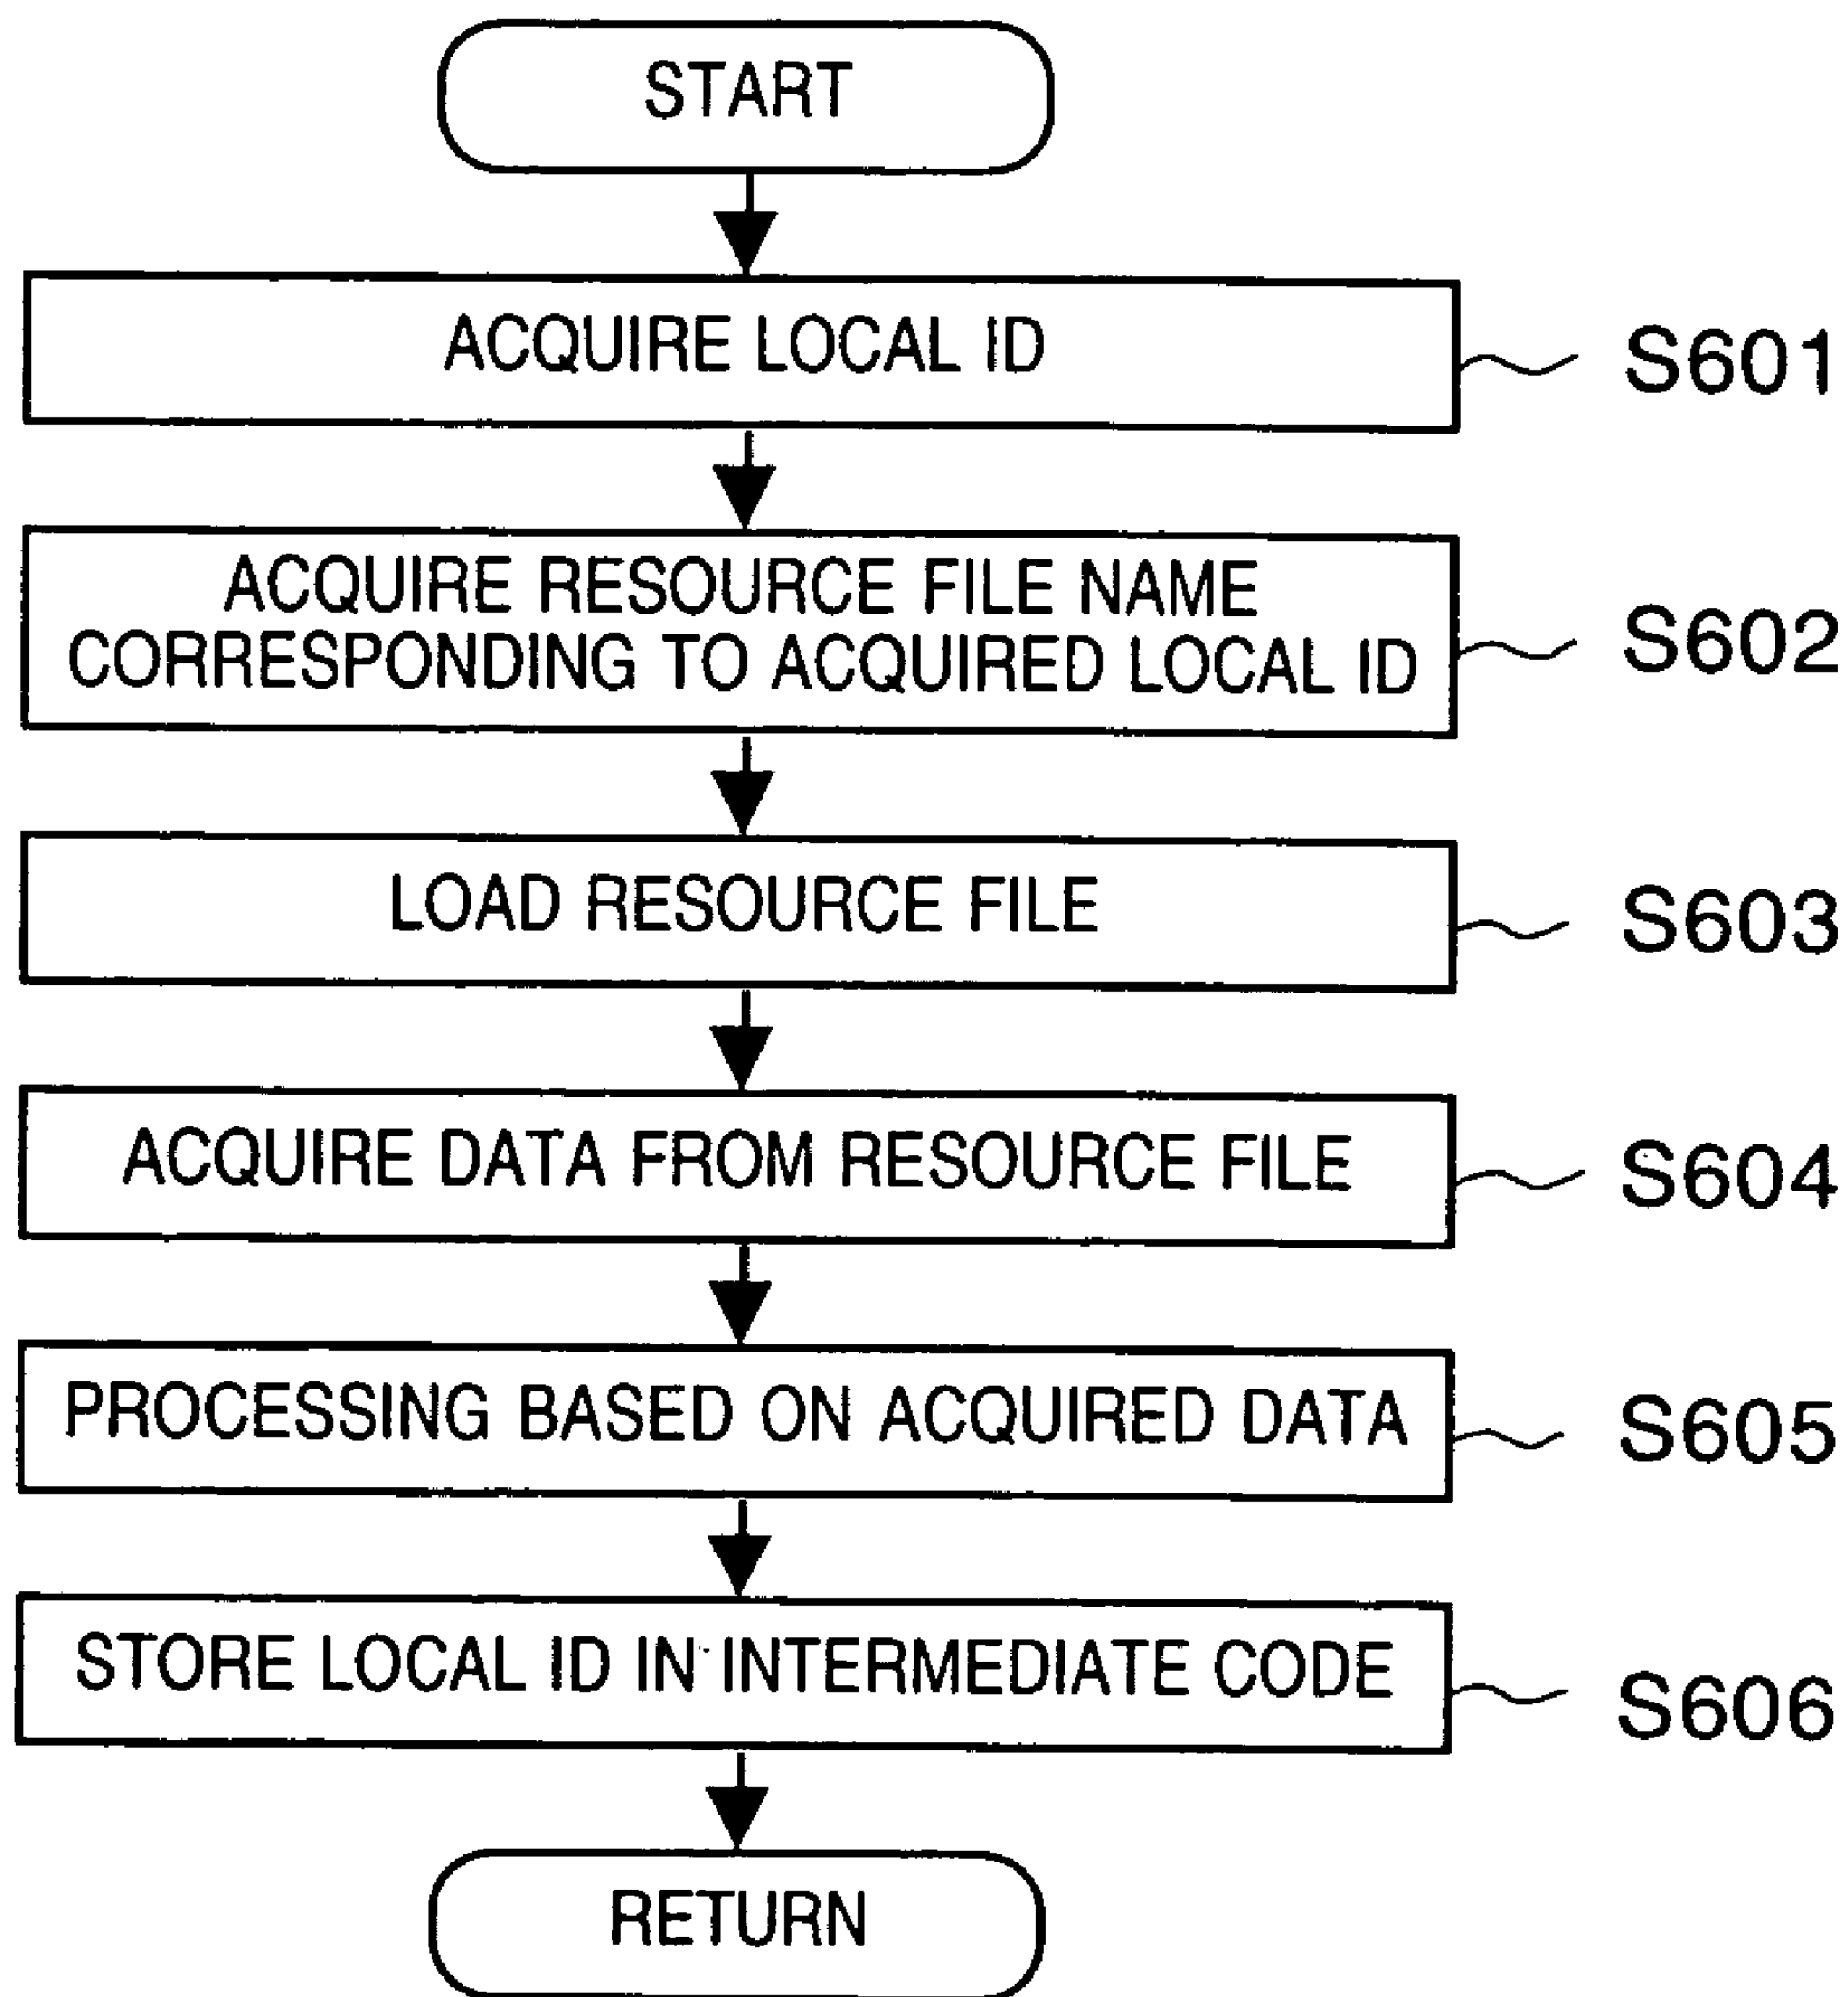 START
ACQUIRE LOCAL ID
S601
ACQUIRE RESOURCE FILE NAME
CORRESPONDING TO ACQUIRED LOCAL ID
S602
LOAD RESOURCE FILE
S603
ACQUIRE DATA FROM RESOURCE FILE
S604
PROCESSING BASED ON ACQUIRED DATA
S605
STORE LOCAL ID IN INTERMEDIATE CODE
S606
RETURN